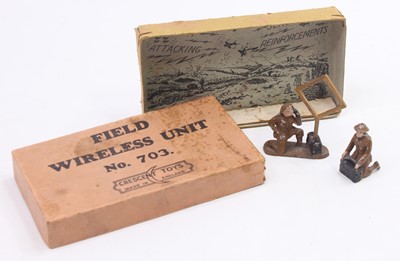 ATTACKING REINFORCEMENTS
FIELD
WIRELESS UNIT
No. 703.
CRESCENT TOYS
MADE IN ENGLAND